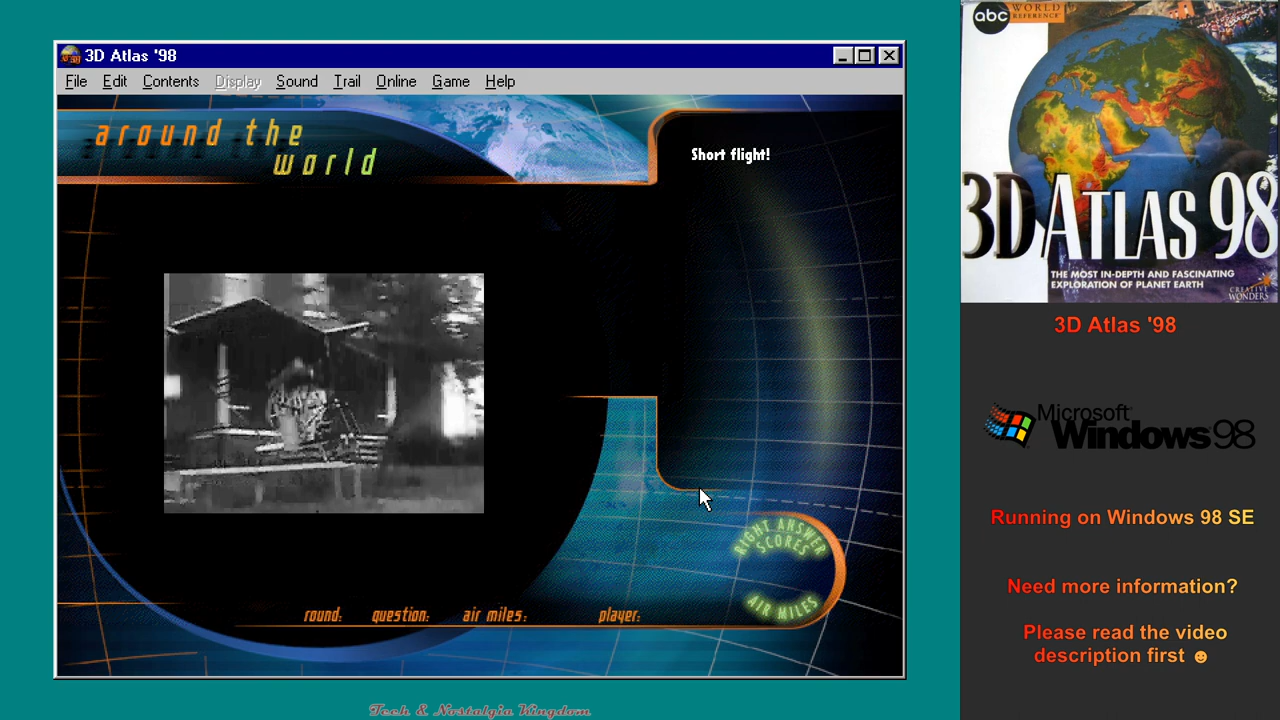 3D Atlas '98
File Edit Contents Display Sound Trail Online Game Help
around the
world
Short flight!
RIGHT ANSWER
SCORES
AIR MILES
round: question: air miles: player:
Tech & Nostalgia Kingdom
abc WORLD
REFERENCE
3D ATLAS 98
THE MOST IN-DEPTH AND FASCINATING
EXPLORATION OF PLANET EARTH
CREATIVE
WONDERS
3D Atlas '98
Microsoft
Windows 98
Running on Windows 98 SE
Need more information?
Please read the video
description first ☻